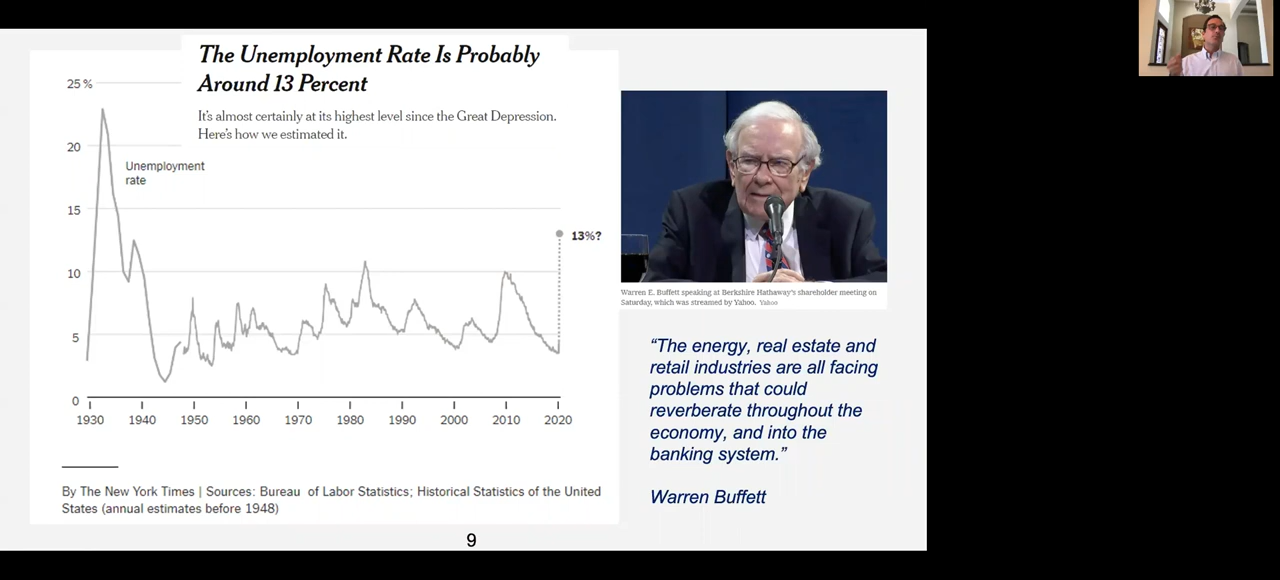 The Unemployment Rate Is Probably
Around 13 Percent
It's almost certainly at its highest level since the Great Depression.
Here's how we estimated it.
25 %
20
15
10
5
0
Unemployment
rate
13%?
1930 1940 1950 1960 1970 1980 1990 2000 2010 2020
By The New York Times | Sources: Bureau of Labor Statistics; Historical Statistics of the United
States (annual estimates before 1948)
Warren E. Buffett speaking at Berkshire Hathaway's shareholder meeting on
Saturday, which was streamed by Yahoo. Yahoo
“The energy, real estate and
retail industries are all facing
problems that could
reverberate throughout the
economy, and into the
banking system.”
Warren Buffett
9